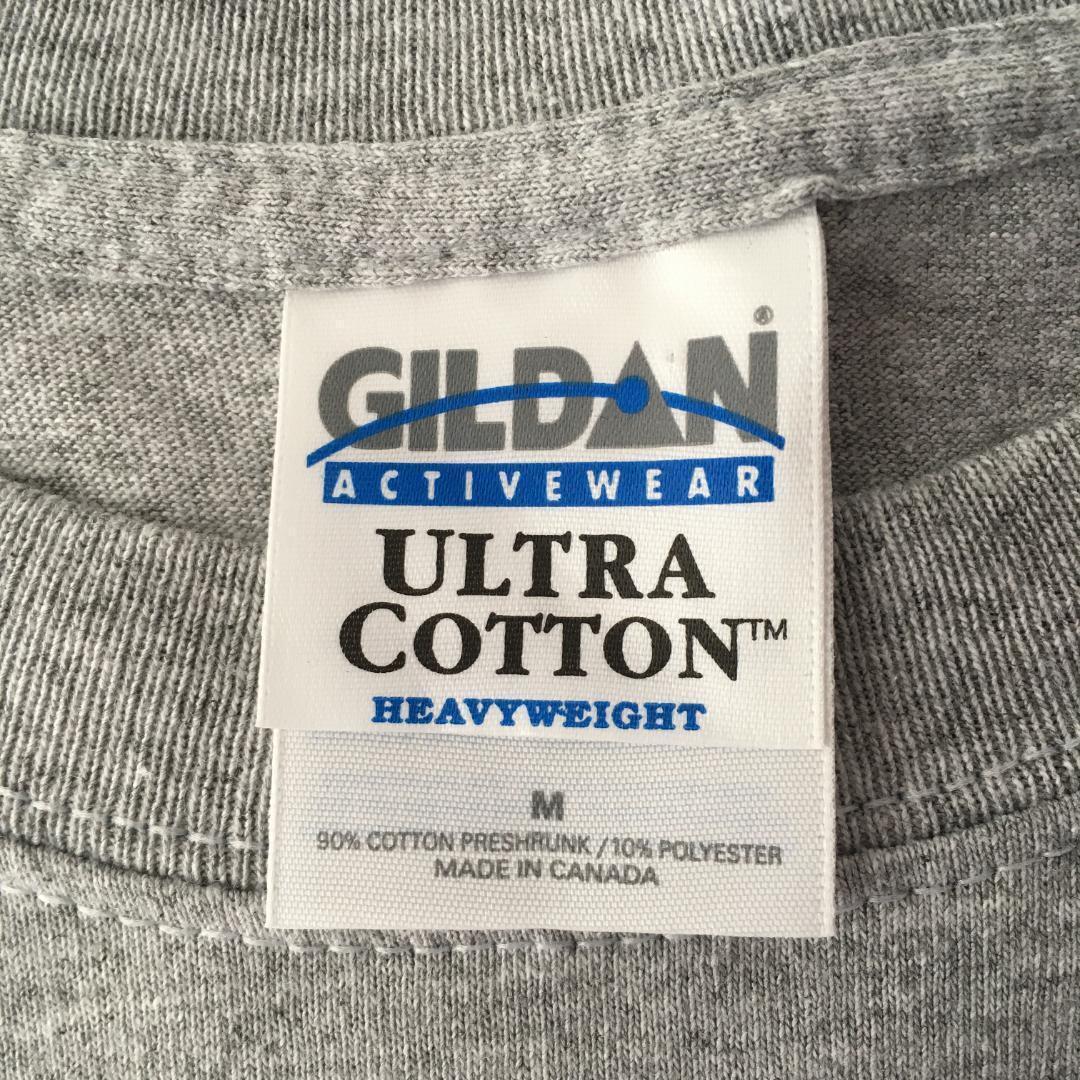 GILDAN®
ACTIVEWEAR
ULTRA
COTTON™
HEAVYWEIGHT
M
90% COTTON PRESHRUNK / 10% POLYESTER
MADE IN CANADA